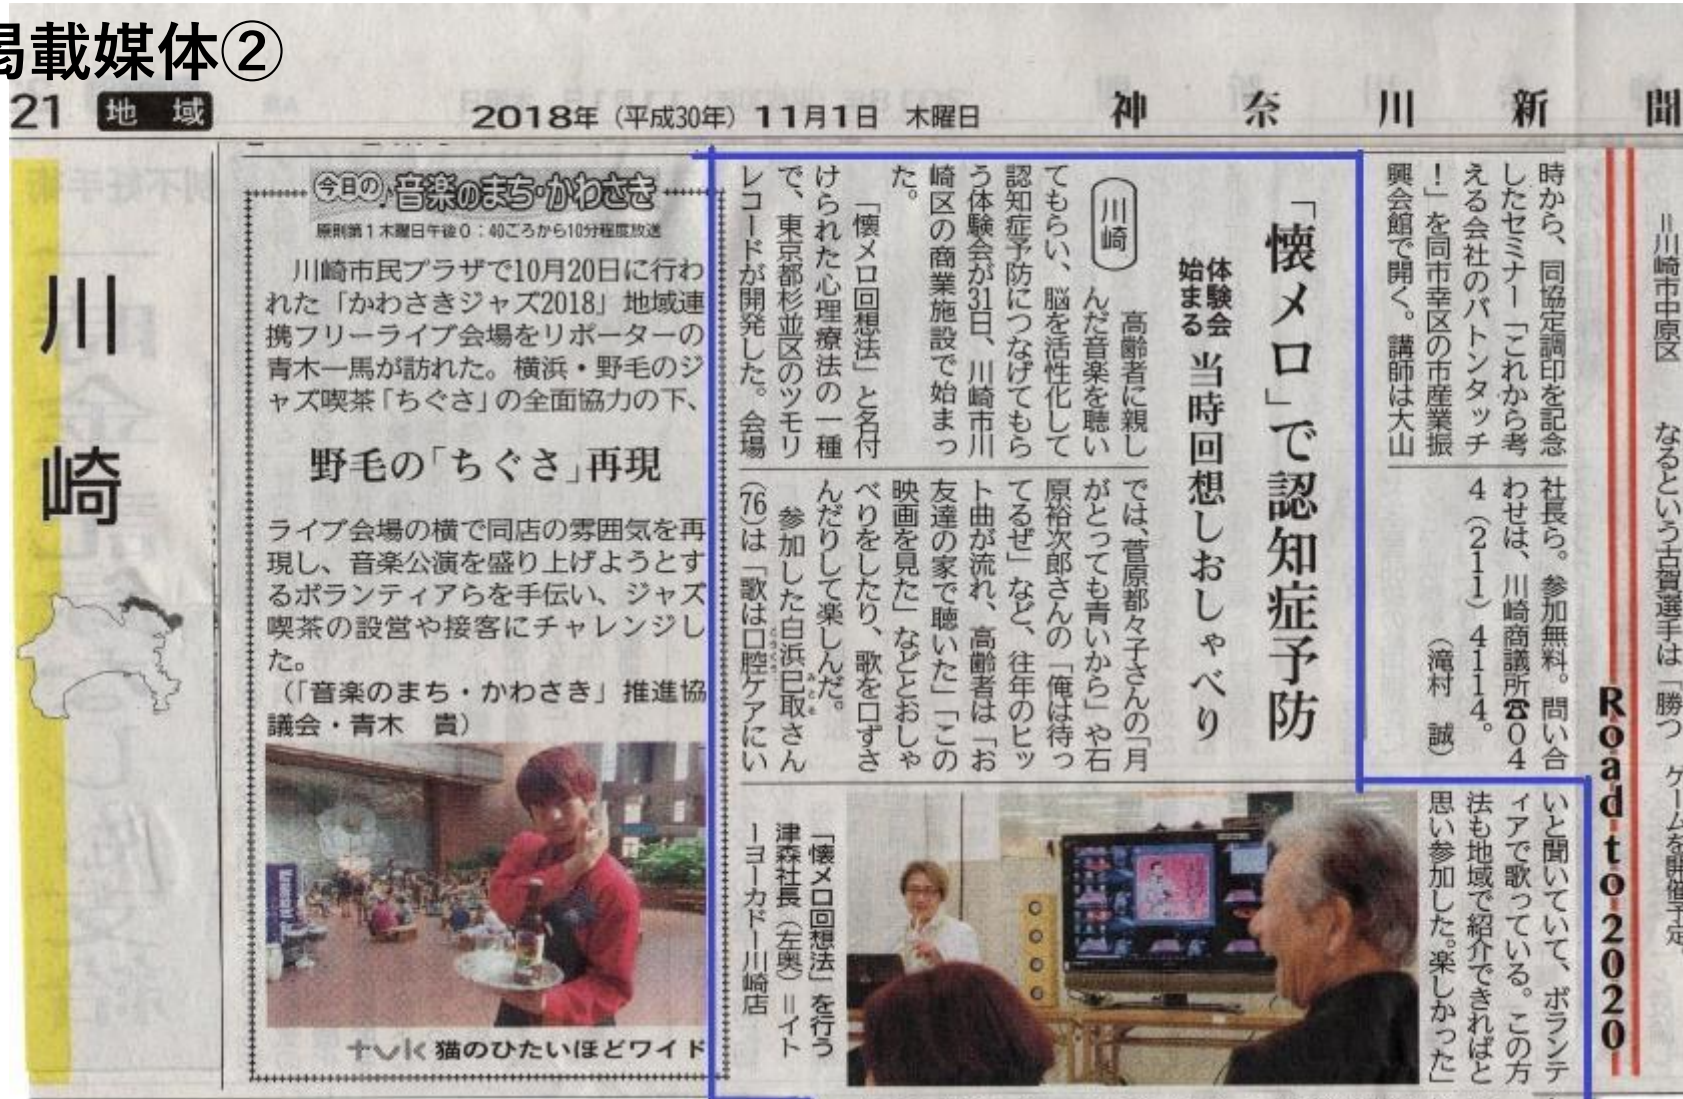 掲載媒体②
21 地域
2018年(平成30年)11月1日 木曜日
神奈川新聞
=川崎市中原区
なるという古賀選手は「勝つ
ゲームを開催予定。
Road to 2020
時から、同協定調印を記念
したセミナー「これから考
える会社のバトンタッチ
!」を同市幸区の市産業振
興会館で開く。講師は大山
社長ら。参加無料。問い合
わせは、川崎商議所☎04
4(211)4114。
(滝村 誠)
「懐メロ」で認知症予防
体験会
始まる
当時回想しおしゃべり
川崎
高齢者に親し
んだ音楽を聴い
てもらい、脳を活性化して
認知症予防につなげてもら
う体験会が31日、川崎市川
崎区の商業施設で始まっ
た。
「懐メロ回想法」と名付
けられた心理療法の一種
で、東京都杉並区のツモリ
レコードが開発した。会場
では、菅原都々子さんの「月
がとっても青いから」や石
原裕次郎さんの「俺は待っ
てるぜ」など、往年のヒッ
ト曲が流れ、高齢者は「お
友達の家で聴いた」「この
映画を見た」などとおしゃ
べりをしたり、歌を口ずさ
んだりして楽しんだ。
参加した白浜巳取さん
(76)は「歌は口腔ケアにい
いと聞いていて、ボランテ
ィアで歌っている。この方
法も地域で紹介できればと
思い参加した。楽しかった」
「懐メロ回想法」を行う
津森社長(左奥)=イト
ーヨーカドー川崎店
今日の♪音楽のまち・かわさき
原則第1木曜日午後0:40ごろから10分程度放送
川崎市民プラザで10月20日に行わ
れた「かわさきジャズ2018」地域連
携フリーライブ会場をリポーターの
青木一馬が訪れた。横浜・野毛のジ
ャズ喫茶「ちぐさ」の全面協力の下、
野毛の「ちぐさ」再現
ライブ会場の横で同店の雰囲気を再
現し、音楽公演を盛り上げようとす
るボランティアらを手伝い、ジャズ
喫茶の設営や接客にチャレンジし
た。
(「音楽のまち・かわさき」推進協
議会・青木 貴)
tvk 猫のひたいほどワイド
川崎